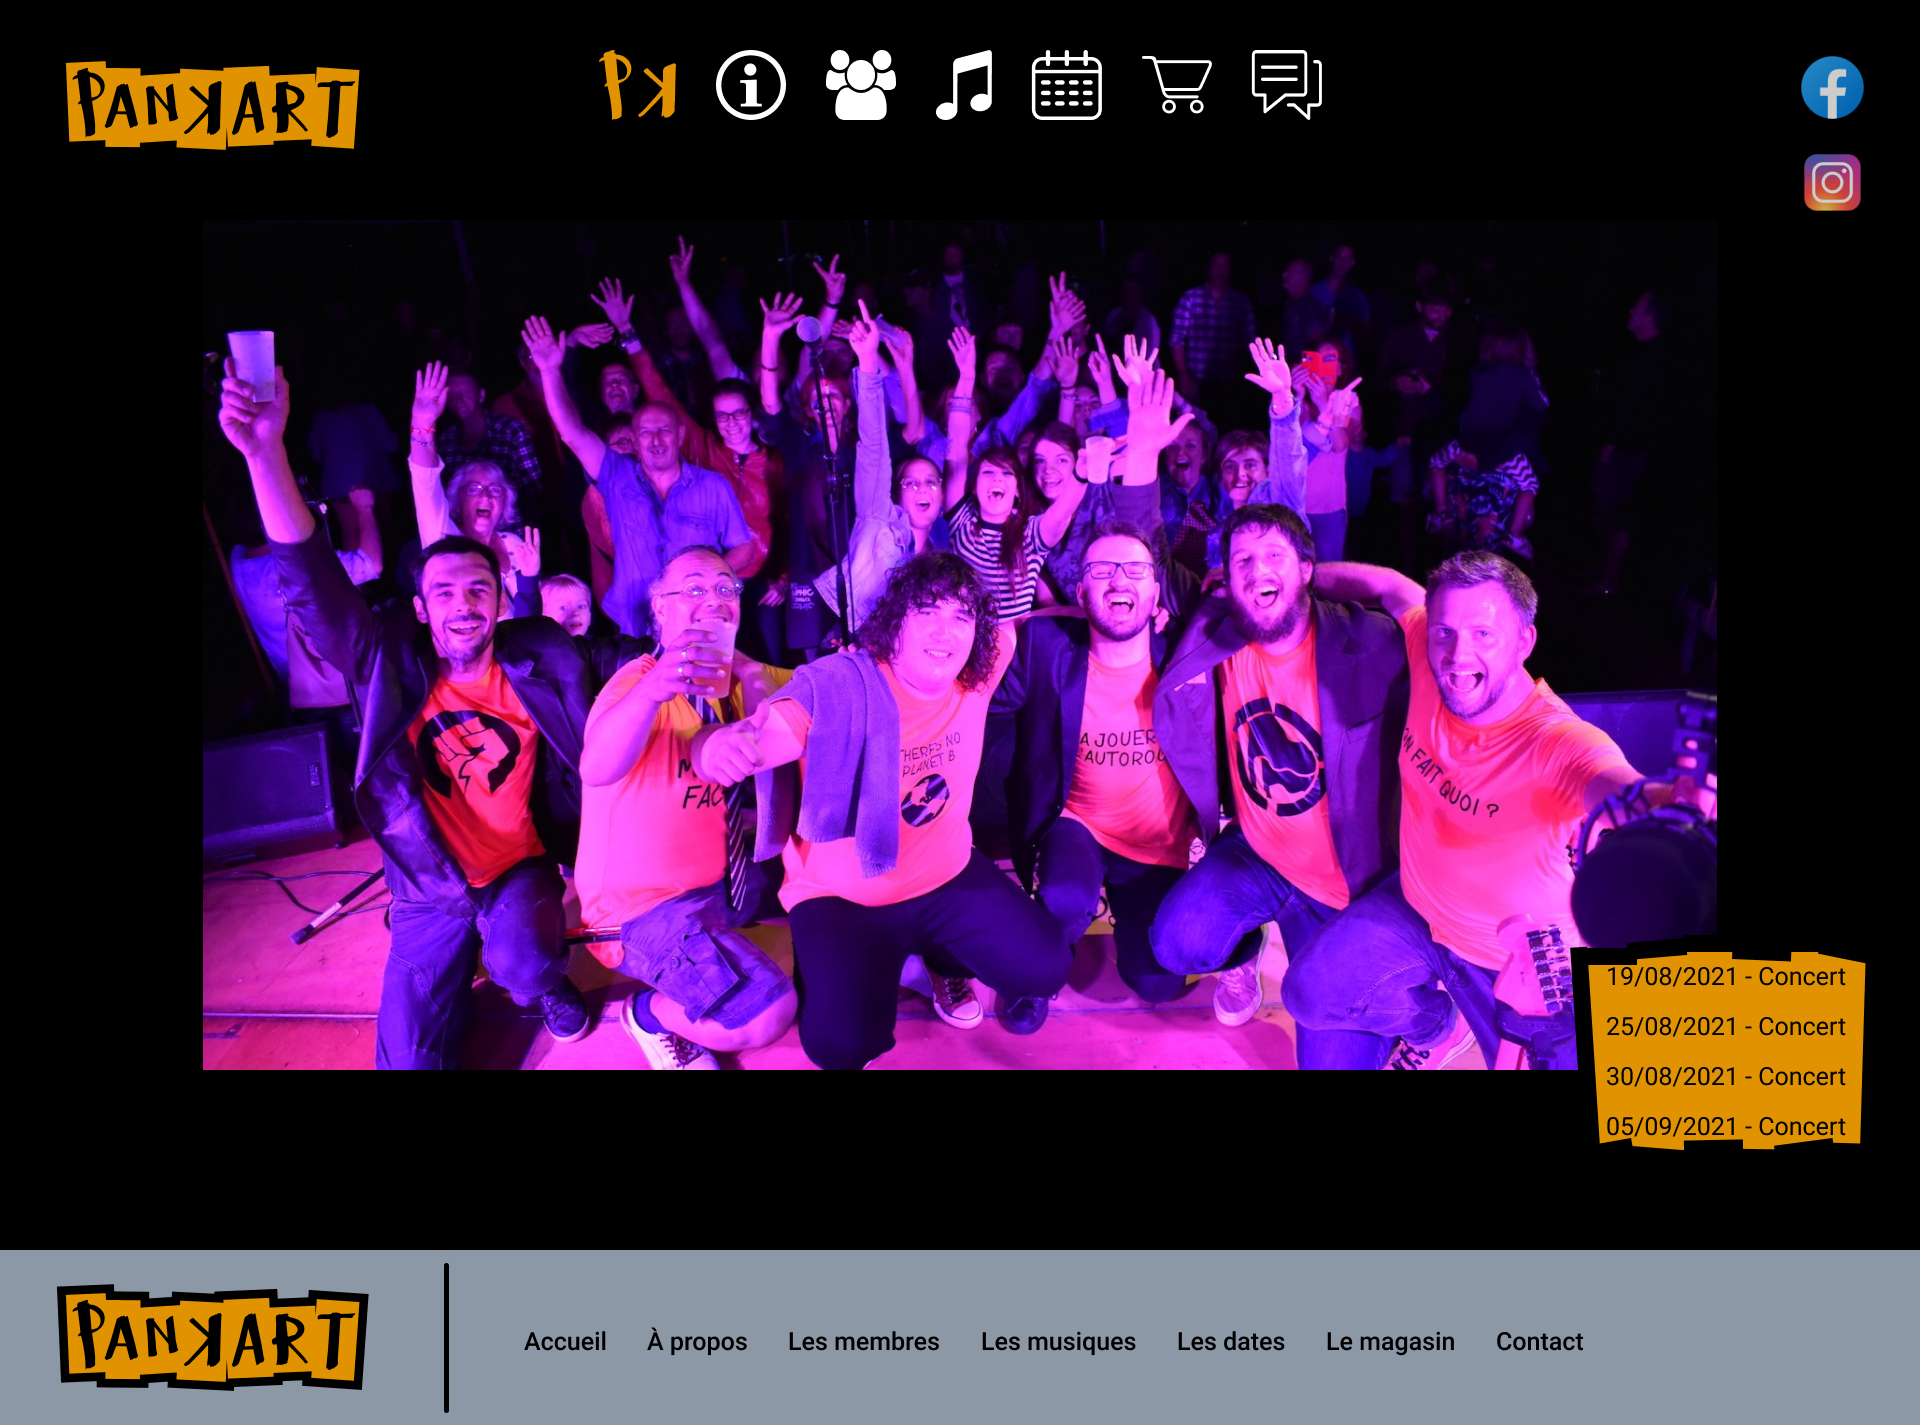 PANKART
PK
THERE'S NO
PLANET B
A JOUER
AUTOROU
ON FAIT QUOI ?
19/08/2021 - Concert
25/08/2021 - Concert
30/08/2021 - Concert
05/09/2021 - Concert
PANKART
Accueil À propos Les membres Les musiques Les dates Le magasin Contact